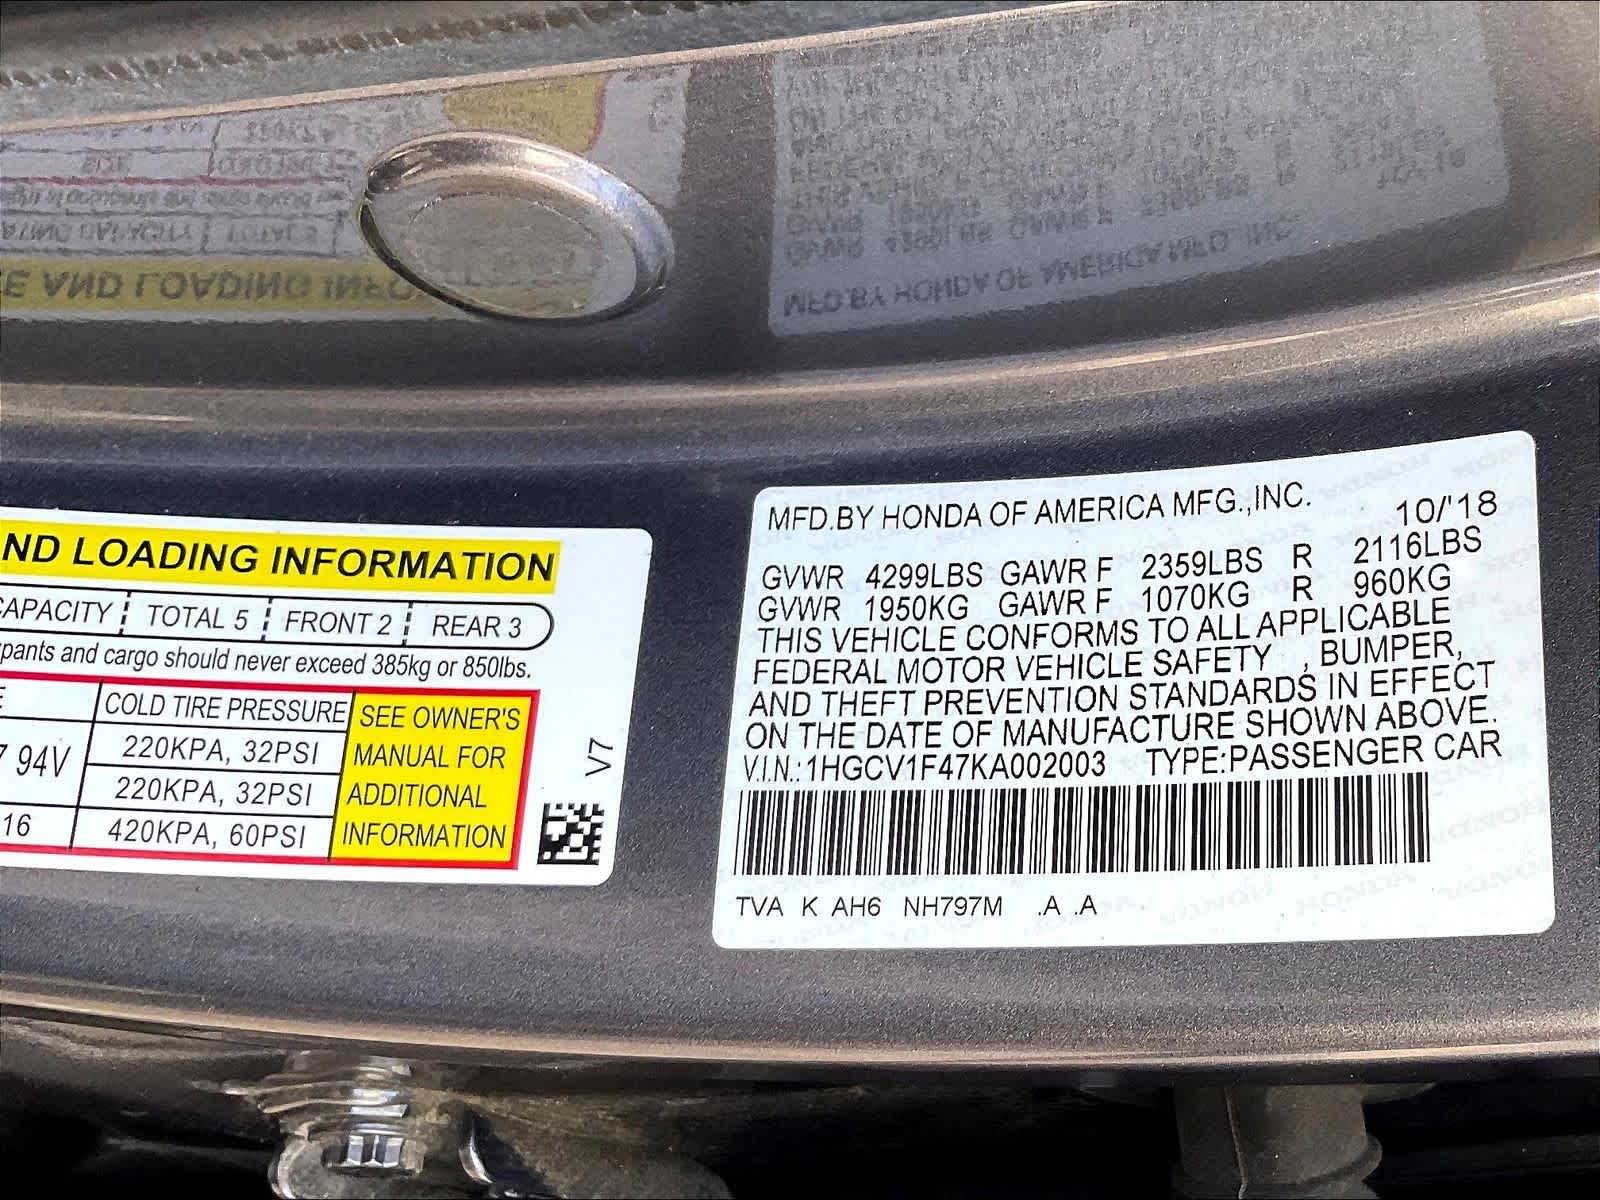 ND LOADING INFORMATION
CAPACITY TOTAL 5 FRONT 2 REAR 3
pants and cargo should never exceed 385kg or 850lbs.
E COLD TIRE PRESSURE SEE OWNER'S
MANUAL FOR
ADDITIONAL
INFORMATION
7 94V 220KPA, 32PSI
220KPA, 32PSI
16 420KPA, 60PSI
V7
MFD.BY HONDA OF AMERICA MFG.,INC. 10/'18
GVWR 4299LBS GAWR F 2359LBS R 2116LBS
GVWR 1950KG GAWR F 1070KG R 960KG
THIS VEHICLE CONFORMS TO ALL APPLICABLE
FEDERAL MOTOR VEHICLE SAFETY , BUMPER,
AND THEFT PREVENTION STANDARDS IN EFFECT
ON THE DATE OF MANUFACTURE SHOWN ABOVE.
V.I.N.:1HGCV1F47KA002003 TYPE:PASSENGER CAR
TVA K AH6 NH797M .A .A